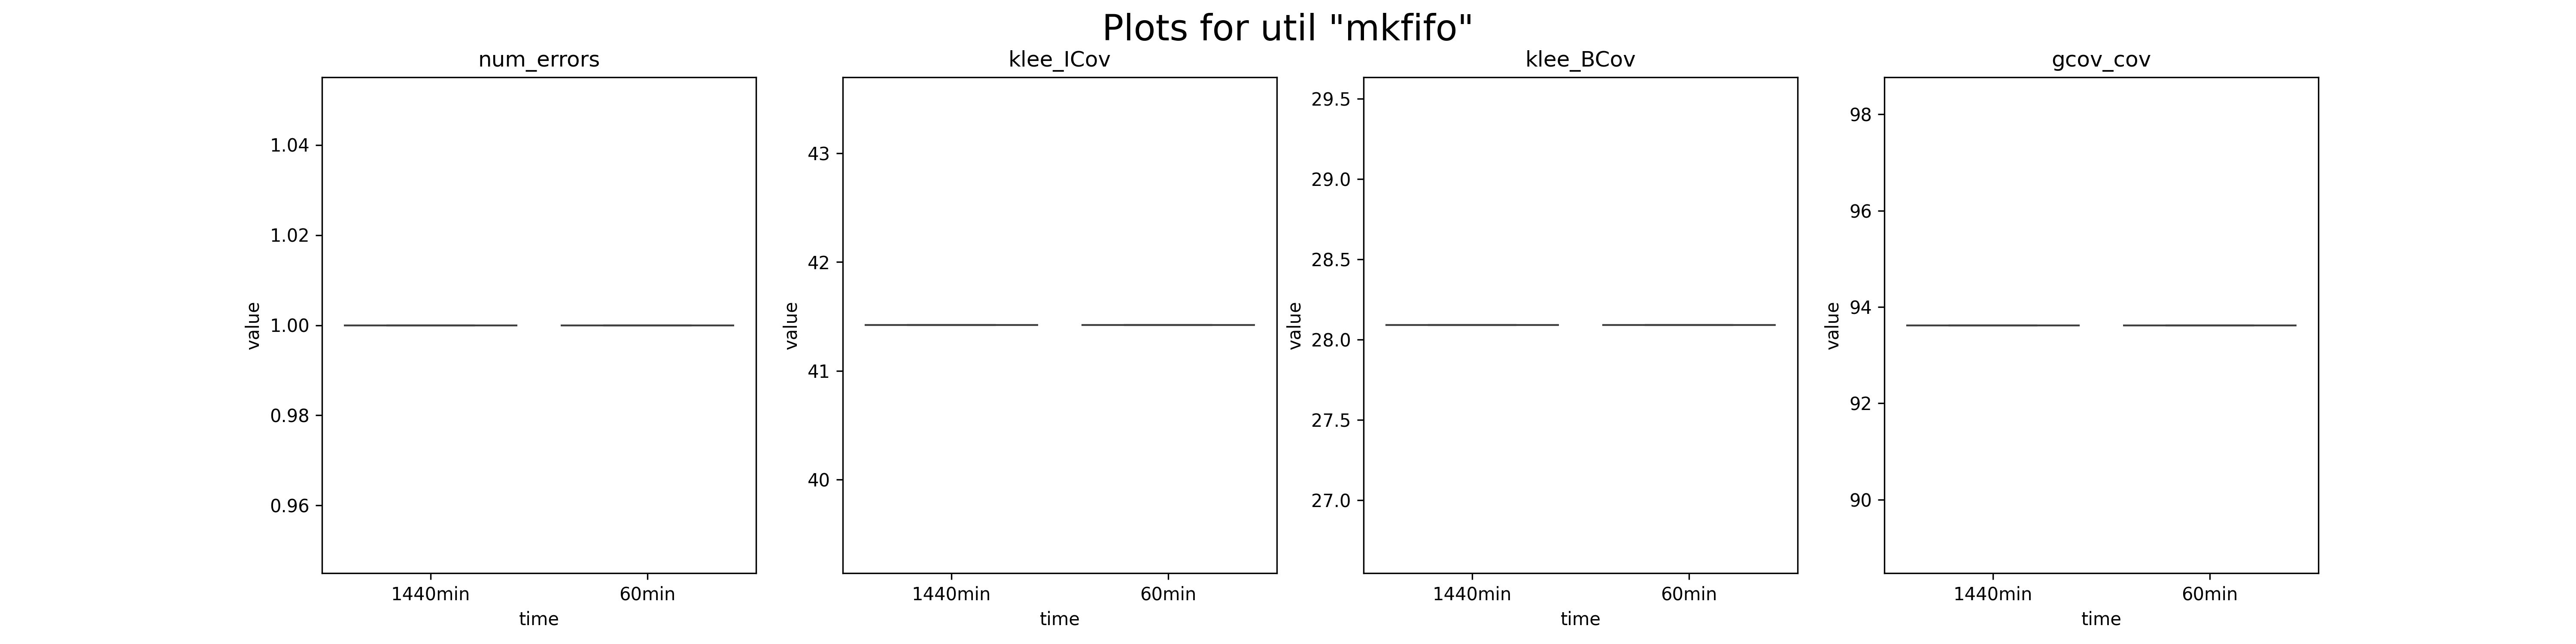 Plots for util "mkfifo"
num_errors
1.04
1.02
1.00
0.98
0.96
value
1440min
60min
time
klee_ICov
43
42
41
40
value
1440min
60min
time
klee_BCov
29.5
29.0
28.5
28.0
27.5
27.0
value
1440min
60min
time
gcov_cov
98
96
94
92
90
value
1440min
60min
time